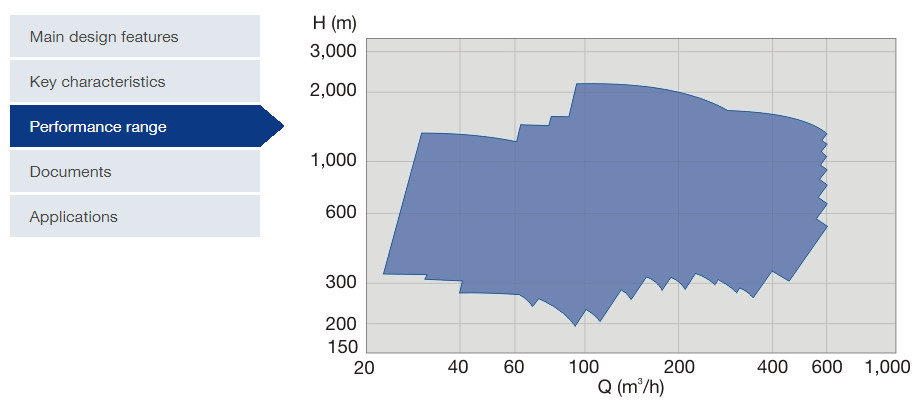 Main design features
Key characteristics
Performance range
Documents
Applications
H (m)
3,000
2,000
1,000
600
300
200
150
20 40 60 100 200 400 600 1,000
Q (m³/h)